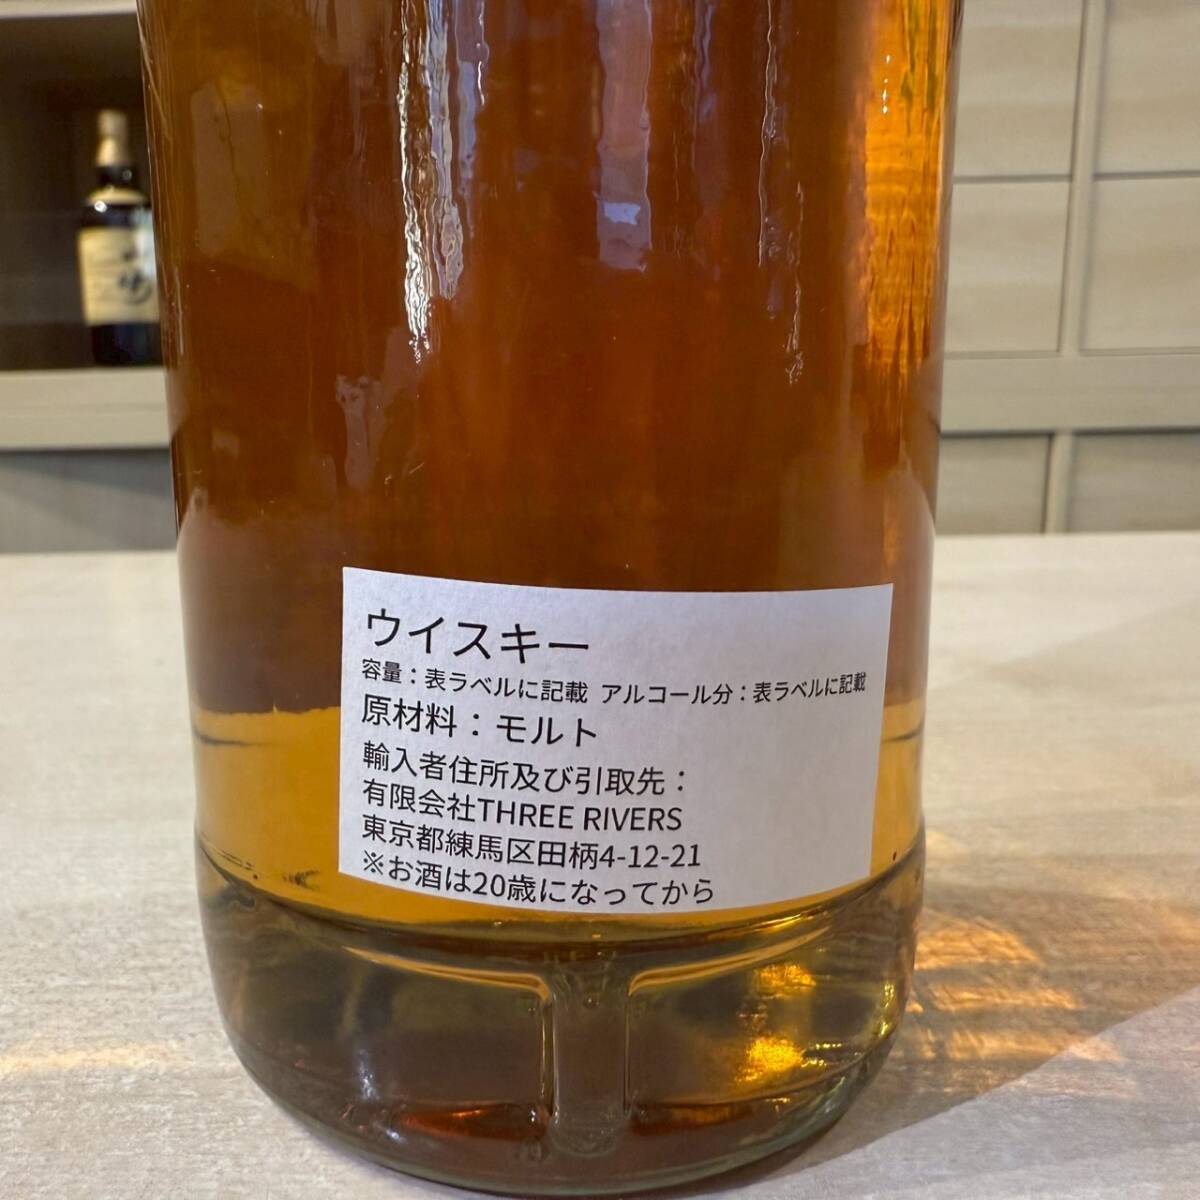 ウイスキー
容量：表ラベルに記載 アルコール分：表ラベルに記載
原材料：モルト
輸入者住所及び引取先：
有限会社THREE RIVERS
東京都練馬区田柄4-12-21
※お酒は20歳になってから